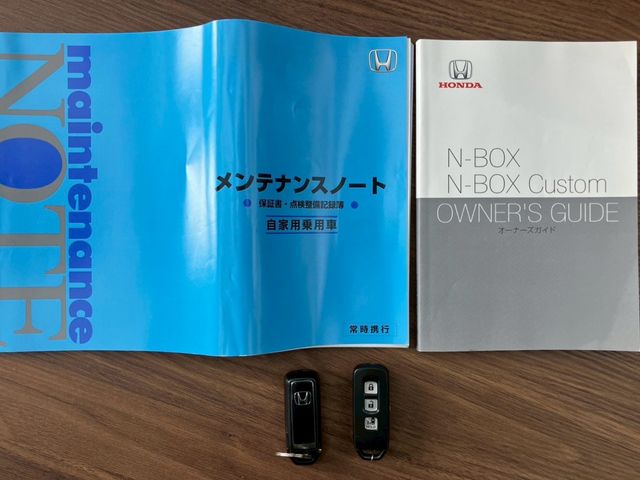 maintenance
NOTE
メンテナンスノート
保証書・点検整備記録簿
自家用乗用車
常時携行
HONDA
N-BOX
N-BOX Custom
OWNER'S GUIDE
オーナーズガイド